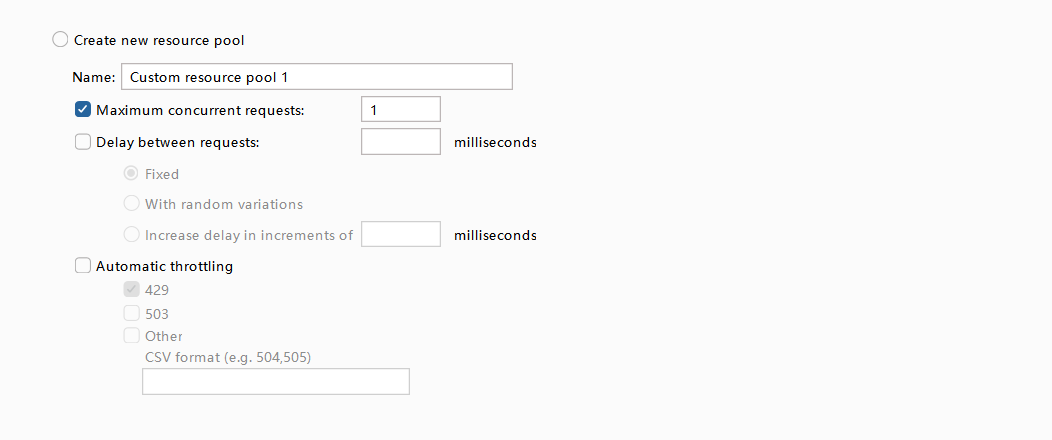 Create new resource pool
Name: Custom resource pool 1
Maximum concurrent requests: 1
Delay between requests: milliseconds
Fixed
With random variations
Increase delay in increments of milliseconds
Automatic throttling
429
503
Other
CSV format (e.g. 504,505)